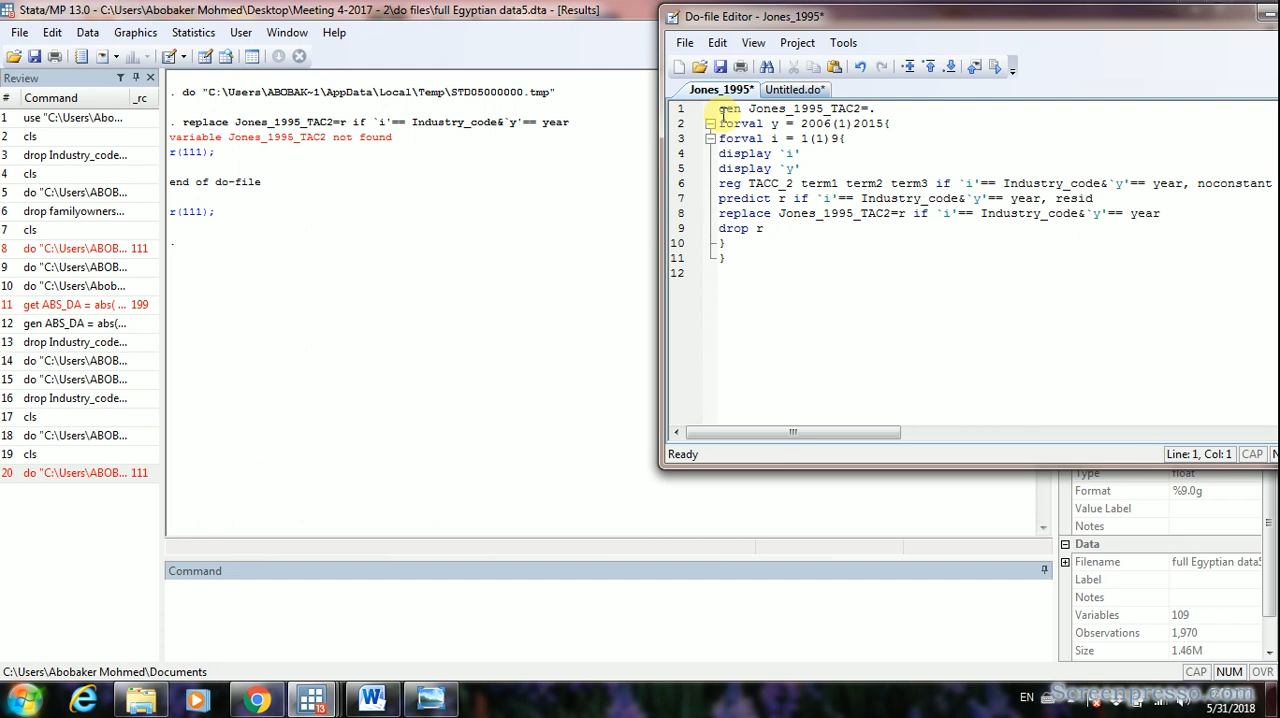 Stata/MP 13.0 - C:\Users\Abobaker Mohmed\Desktop\Meeting 4-2017 - 2\do files\full Egyptian data5.dta - [Results]
File Edit Data Graphics Statistics User Window Help
Review
# Command _rc
1 use "C:\Users\Abo...
2 cls
3 drop Industry_cod...
4 cls
5 do "C:\Users\ABOB...
6 drop familyowners...
7 cls
8 do "C:\Users\ABOB... 111
9 do "C:\Users\ABOB...
10 do "C:\Users\Abob...
11 get ABS_DA = abs( ... 199
12 gen ABS_DA = abs(...
13 drop Industry_code...
14 do "C:\Users\ABOB...
15 do "C:\Users\ABOB...
16 drop Industry_code...
17 cls
18 do "C:\Users\ABOB...
19 cls
20 do "C:\Users\ABOB... 111
. do "C:\Users\ABOBAK~1\AppData\Local\Temp\STD05000000.tmp"
. replace Jones_1995_TAC2=r if `i'== Industry_code&`y'== year
variable Jones_1995_TAC2 not found
r(111);
end of do-file
r(111);
.
Command
C:\Users\Abobaker Mohmed\Documents
Do-file Editor - Jones_1995*
File Edit View Project Tools
Jones_1995* Untitled.do*
1 gen Jones_1995_TAC2=.
2 forval y = 2006(1)2015{
3 forval i = 1(1)9{
4 display `i'
5 display `y'
6 reg TACC_2 term1 term2 term3 if `i'== Industry_code&`y'== year, noconstant
7 predict r if `i'== Industry_code&`y'== year, resid
8 replace Jones_1995_TAC2=r if `i'== Industry_code&`y'== year
9 drop r
10 }
11 }
12
Ready
Line: 1, Col: 1
CAP
N
Type float
Format %9.0g
Value Label
Notes
Data
Filename full Egyptian data5
Label
Notes
Variables 109
Observations 1,970
Size 1.46M
CAP NUM OVR
13
EN
Screenpresso.com
5/31/2018